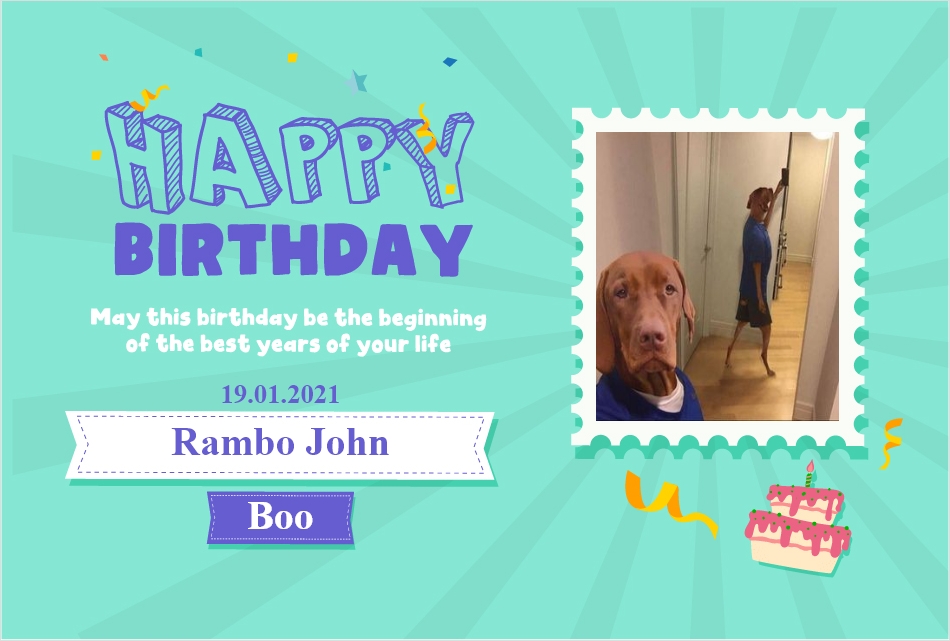 HAPPY
BIRTHDAY
May this birthday be the beginning
of the best years of your life
19.01.2021
Rambo John
Boo